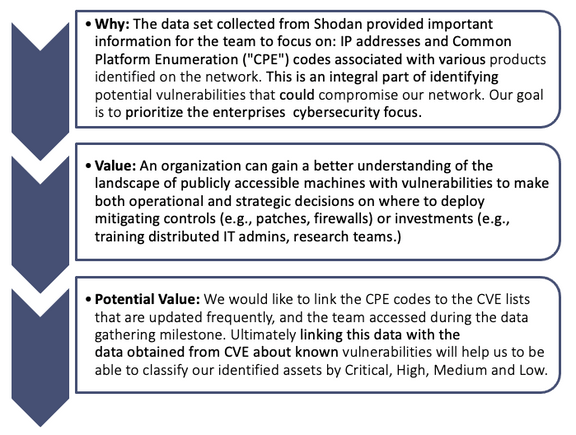 • Why: The data set collected from Shodan provided important
information for the team to focus on: IP addresses and Common
Platform Enumeration ("CPE") codes associated with various products
identified on the network. This is an integral part of identifying
potential vulnerabilities that could compromise our network. Our goal
is to prioritize the enterprises  cybersecurity focus.
• Value: An organization can gain a better understanding of the
landscape of publicly accessible machines with vulnerabilities to make
both operational and strategic decisions on where to deploy
mitigating controls (e.g., patches, firewalls) or investments (e.g.,
training distributed IT admins, research teams.)
• Potential Value: We would like to link the CPE codes to the CVE lists
that are updated frequently, and the team accessed during the data
gathering milestone. Ultimately linking this data with the
data obtained from CVE about known vulnerabilities will help us to be
able to classify our identified assets by Critical, High, Medium and Low.